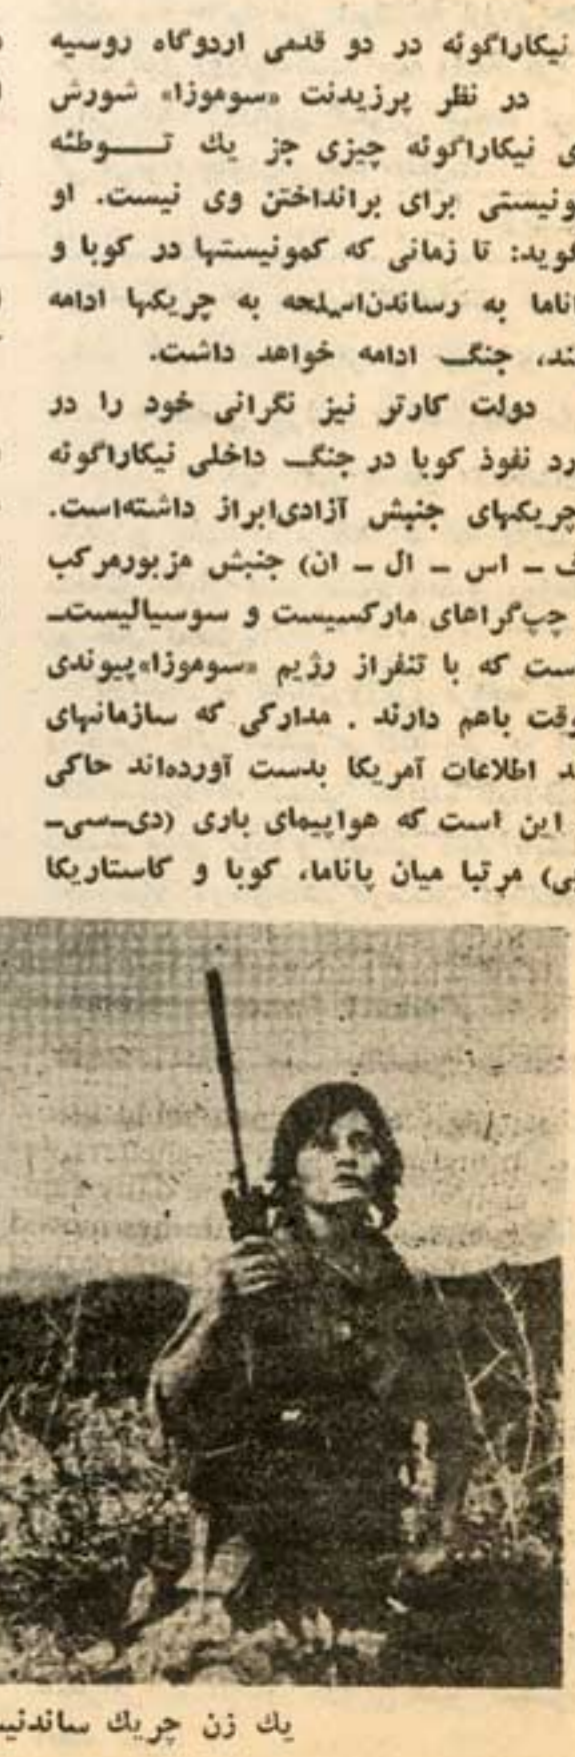 نیکاراگوئه در دو قدمی اردوگاه روسیه
در نظر پرزیدنت «سوموزا» شورش
ی نیکاراگوئه چیزی جز یك تـــوطئه
ونیستی برای برانداختن وی نیست. او
گوید: تا زمانی که کمونیستها در کوبا و
اناما به رساندن‌اسلحه به چریکها ادامه
ند، جنگ ادامه خواهد داشت.
دولت کارتر نیز نگرانی خود را در
رد نفوذ کوبا در جنگ داخلی نیکاراگوئه
چریکهای جنبش آزادی‌ابراز داشته‌است.
ف ـ اس ـ ال ـ ان) جنبش مزبورمرکب
چپ‌گراهای مارکسیست و سوسیالیست‌ـ
ست که با تنفراز رژیم «سوموزا»پیوندی
وقت باهم دارند . مدارکی که سازمانهای
د اطلاعات آمریکا بدست آورده‌اند حاکی
این است که هواپیمای باری (دی‌ـسی‌ـ
یی) مرتبا میان پاناما، کوبا و کاستاریکا
یك زن چریك ساندنیس